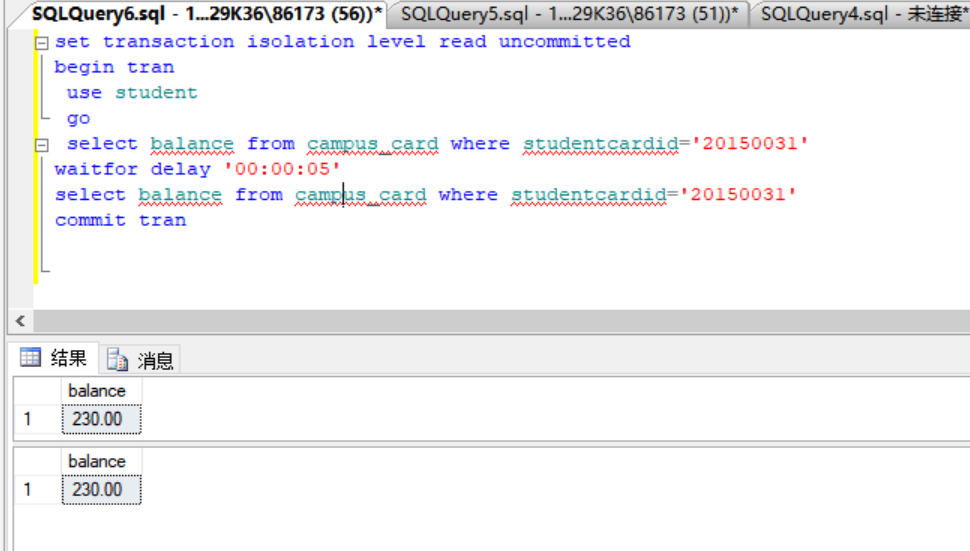 SQLQuery6.sql - 1...29K36\86173 (56))* SQLQuery5.sql - 1...29K36\86173 (51))* SQLQuery4.sql - 未连接*
set transaction isolation level read uncommitted
begin tran
use student
go
select balance from campus_card where studentcardid='20150031'
waitfor delay '00:00:05'
select balance from campus_card where studentcardid='20150031'
commit tran
结果 消息
balance
1 230.00
balance
1 230.00